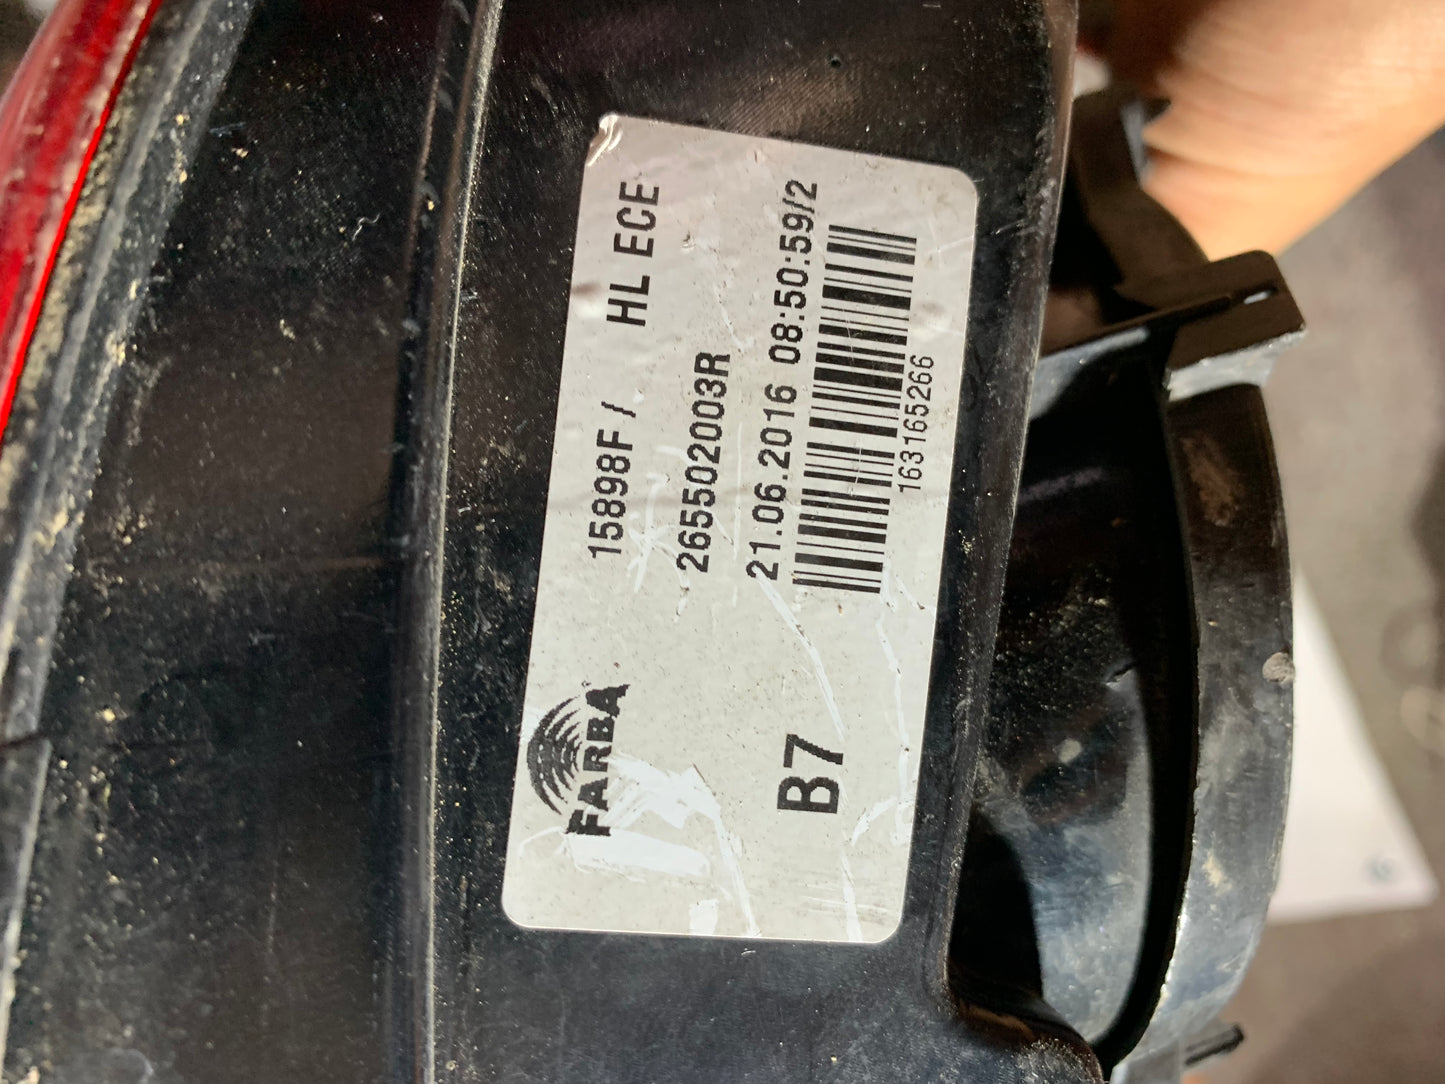 15898F / HL ECE
265502003R
21.06.2016 08:50:59/2
163165266
FARBA
B7